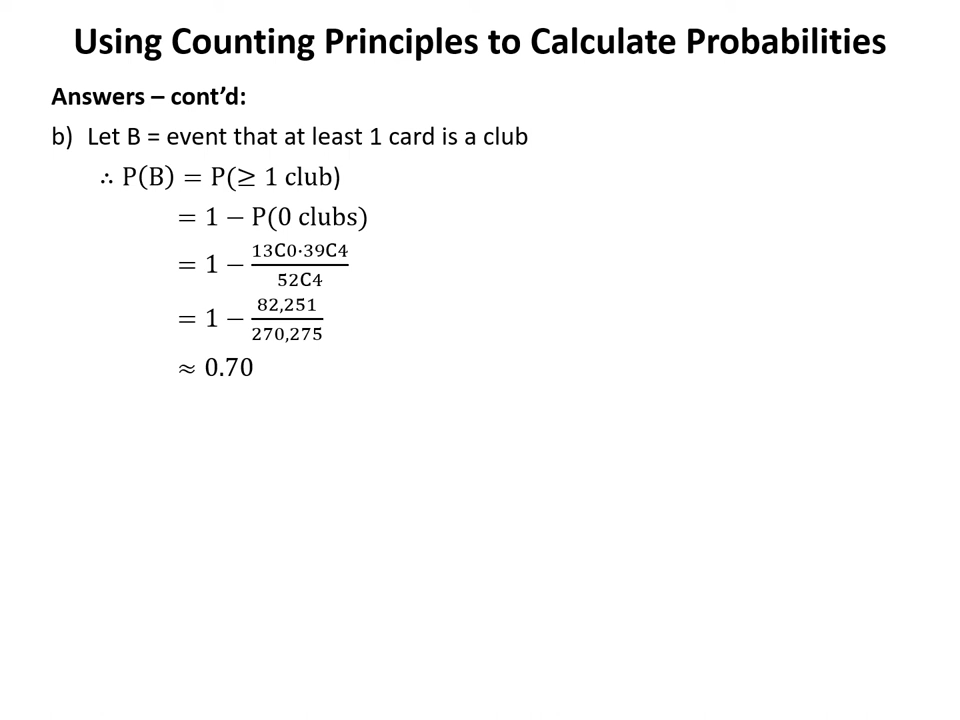 Using Counting Principles to Calculate Probabilities
Answers – cont’d:
b) Let B = event that at least 1 card is a club
∴ P(B) = P(≥ 1 club)
= 1 − P(0 clubs)
= 1 − 13C0·39C4/52C4
= 1 − 82,251/270,275
≈ 0.70